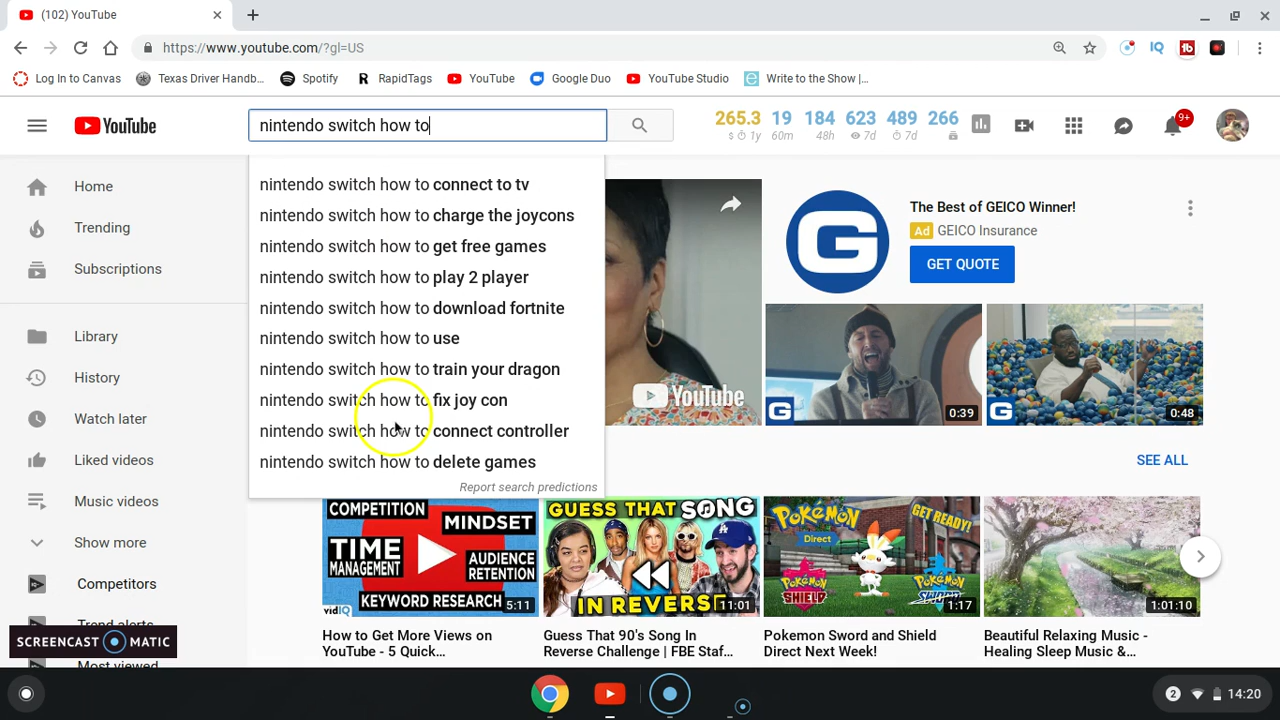 (102) YouTube
https://www.youtube.com/?gl=US
IQ
Log In to Canvas
Texas Driver Handb...
Spotify
RapidTags
YouTube
Google Duo
YouTube Studio
Write to the Show |...
YouTube
nintendo switch how to
265.3 19 184 623 489 266
$ 1y 60m 48h 7d 7d
9+
nintendo switch how to connect to tv
nintendo switch how to charge the joycons
nintendo switch how to get free games
nintendo switch how to play 2 player
nintendo switch how to download fortnite
nintendo switch how to use
nintendo switch how to train your dragon
nintendo switch how to fix joy con
nintendo switch how to connect controller
nintendo switch how to delete games
Report search predictions
Home
Trending
Subscriptions
Library
History
Watch later
Liked videos
Music videos
Show more
Competitors
Trend alerts
Most viewed
YouTube
G
The Best of GEICO Winner!
Ad GEICO Insurance
GET QUOTE
G
0:39
G
0:48
SEE ALL
COMPETITION
MINDSET
TIME
MANAGEMENT
AUDIENCE
RETENTION
KEYWORD RESEARCH
vidIQ
5:11
How to Get More Views on
YouTube - 5 Quick...
GUESS THAT SONG
IN REVERSE
11:01
Guess That 90's Song In
Reverse Challenge | FBE Staf...
POKéMON
Direct
GET READY!
POKéMON
SHIELD
POKéMON
1:17
Pokemon Sword and Shield
Direct Next Week!
1:01:10
Beautiful Relaxing Music -
Healing Sleep Music &...
SCREENCAST MATIC
2
14:20